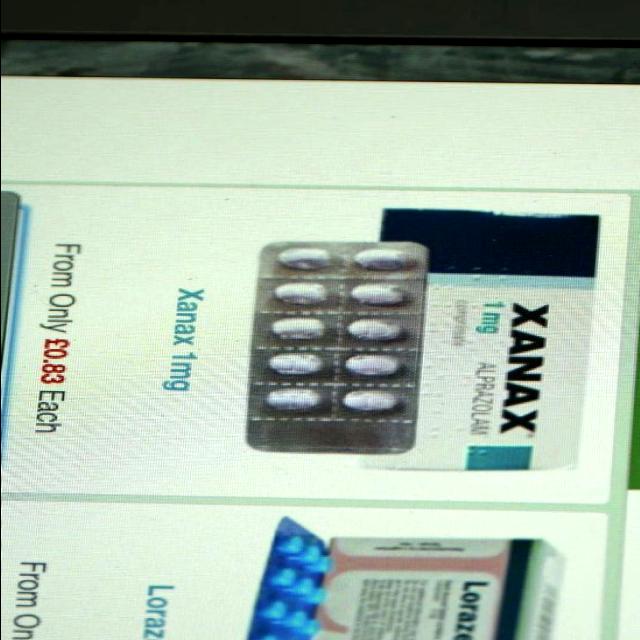 XANAX
ALPRAZOLAM
1 mg
Xanax 1mg
From Only £0.83 Each
Loraz
Loraz
From On